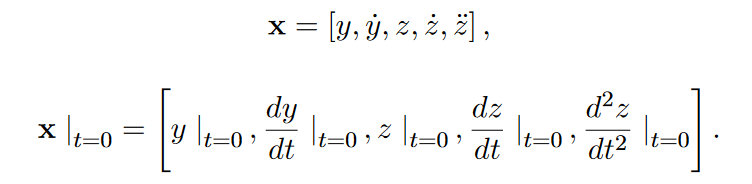 x = [y, ẏ, z, ż, z̈] ,
x |t=0 = [ y |t=0 , dy/dt |t=0 , z |t=0 , dz/dt |t=0 , d²z/dt² |t=0 ] .